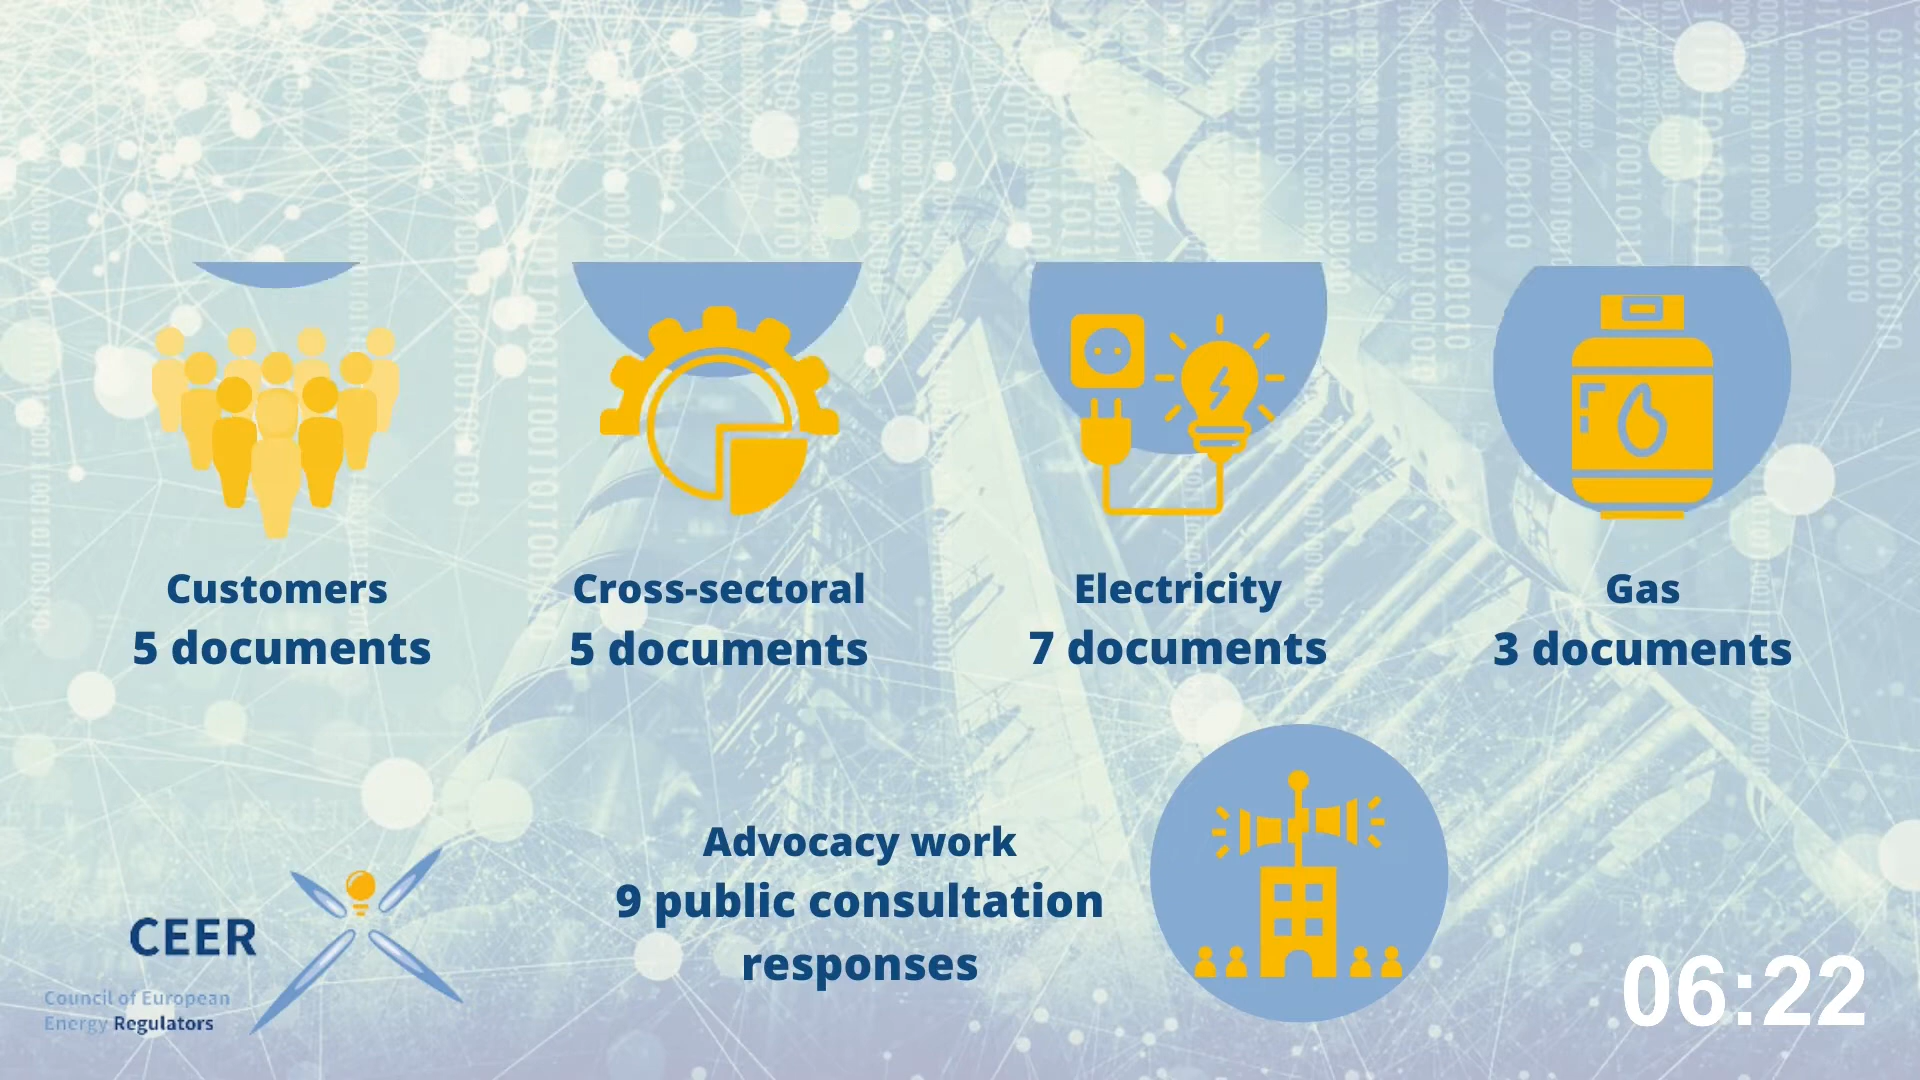 Customers
5 documents
Cross-sectoral
5 documents
Electricity
7 documents
Gas
3 documents
Advocacy work
9 public consultation
responses
CEER
Council of European
Energy Regulators
06:22